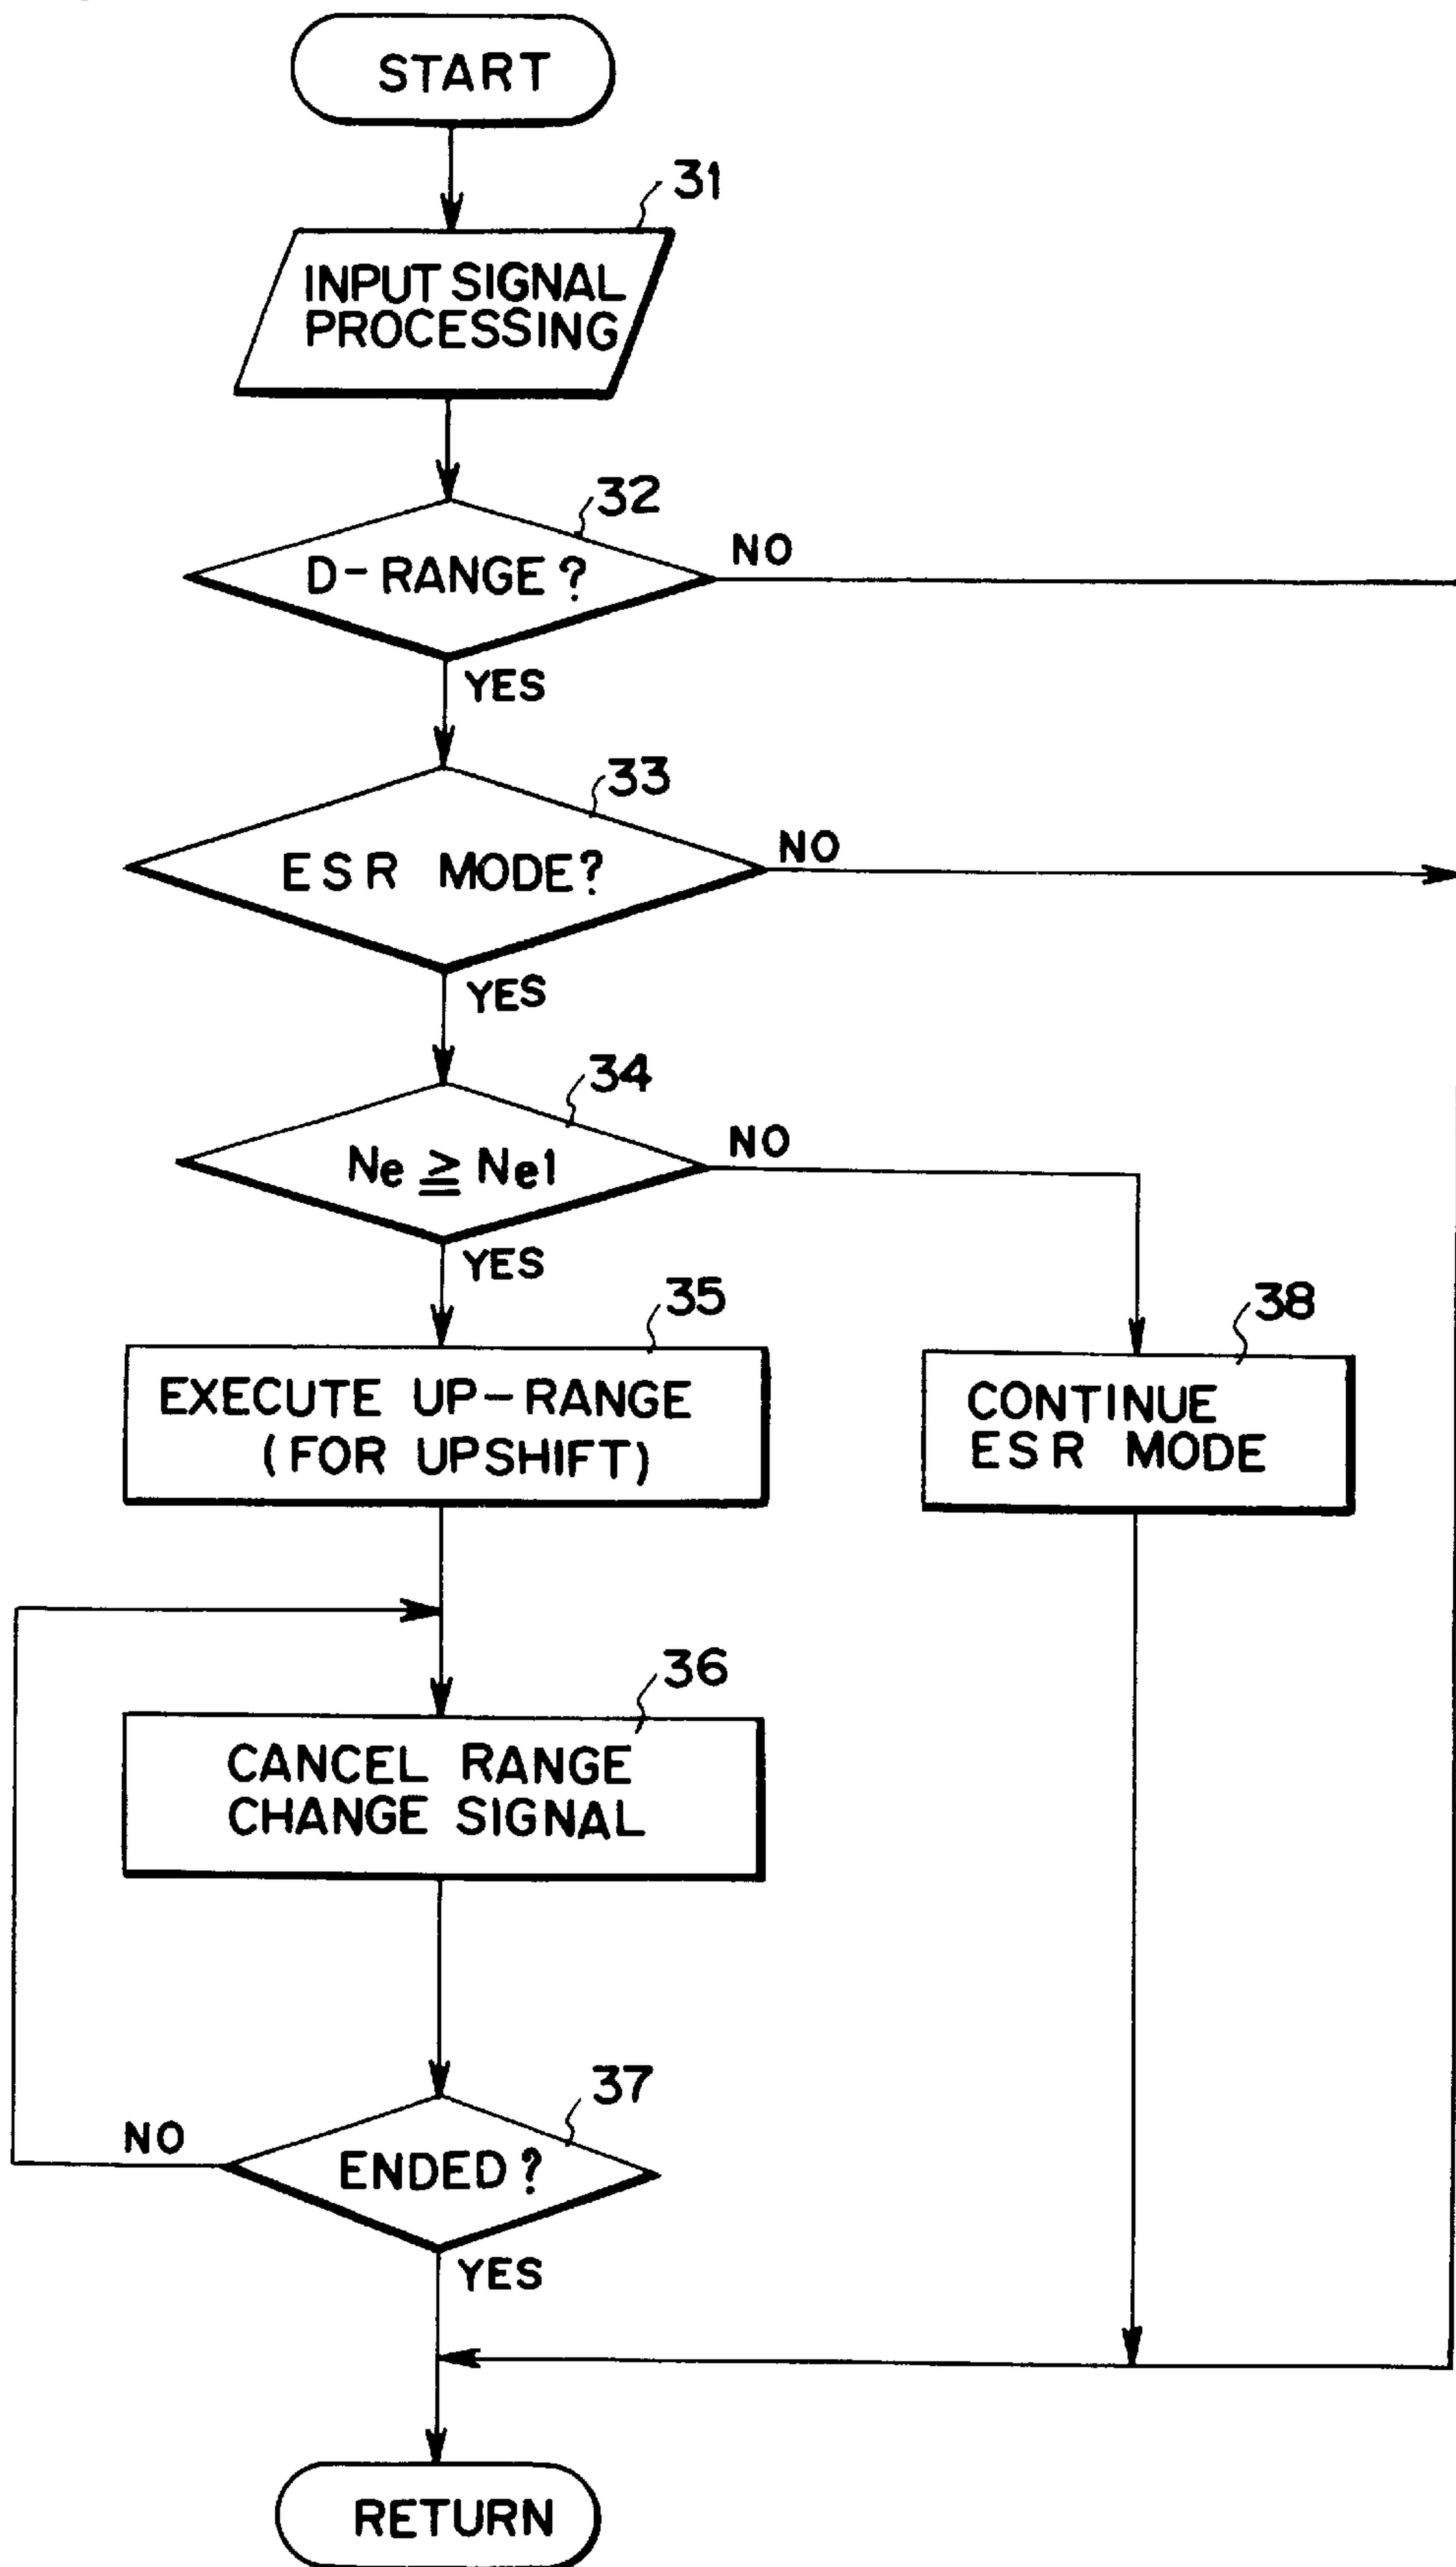 START
31
INPUT SIGNAL
PROCESSING
32
D-RANGE?
NO
YES
33
ESR MODE?
NO
YES
34
Ne ≧ Ne1
NO
YES
35
EXECUTE UP-RANGE
(FOR UPSHIFT)
38
CONTINUE
ESR MODE
36
CANCEL RANGE
CHANGE SIGNAL
37
ENDED?
NO
YES
RETURN